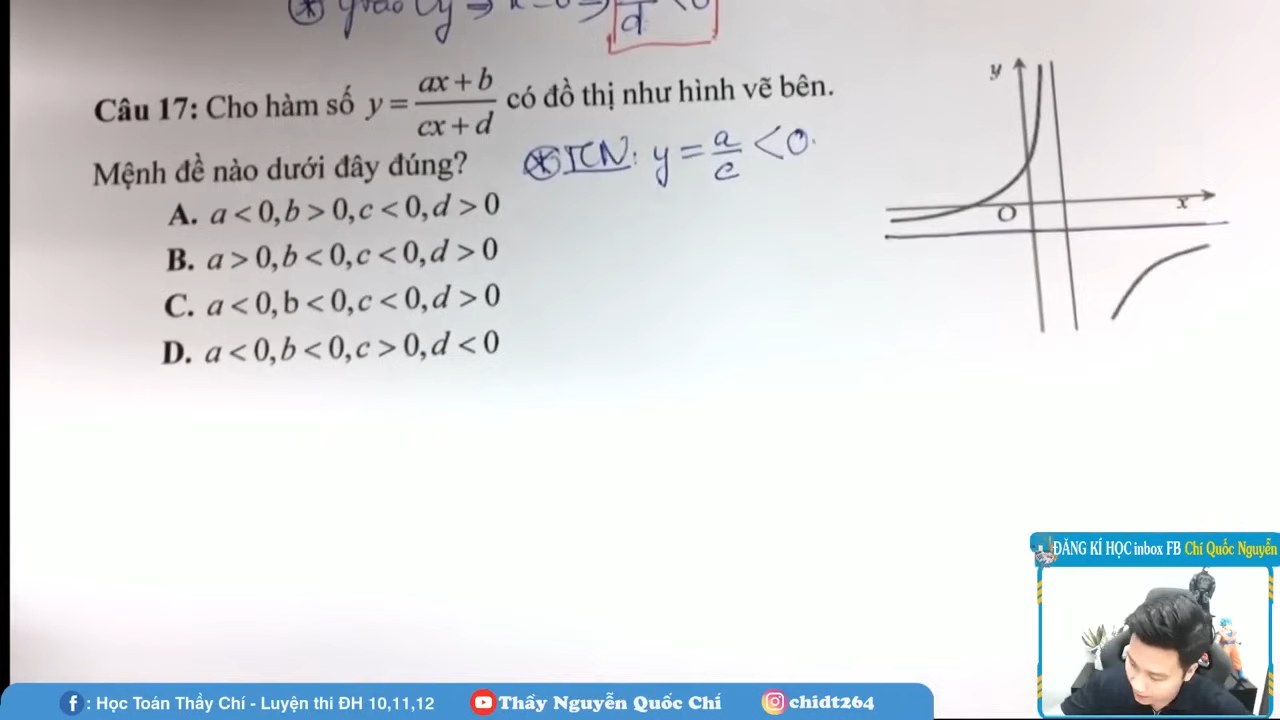 d < 0
Câu 17: Cho hàm số y = (ax + b)/(cx + d) có đồ thị như hình vẽ bên.
Mệnh đề nào dưới đây đúng?
⊛ TCN: y = a/c < 0.
A. a < 0, b > 0, c < 0, d > 0
B. a > 0, b < 0, c < 0, d > 0
C. a < 0, b < 0, c < 0, d > 0
D. a < 0, b < 0, c > 0, d < 0
y
O
x
ĐĂNG KÍ HỌC inbox FB Chí Quốc Nguyễn
f : Học Toán Thầy Chí - Luyện thi ĐH 10,11,12
Thầy Nguyễn Quốc Chí
chidt264